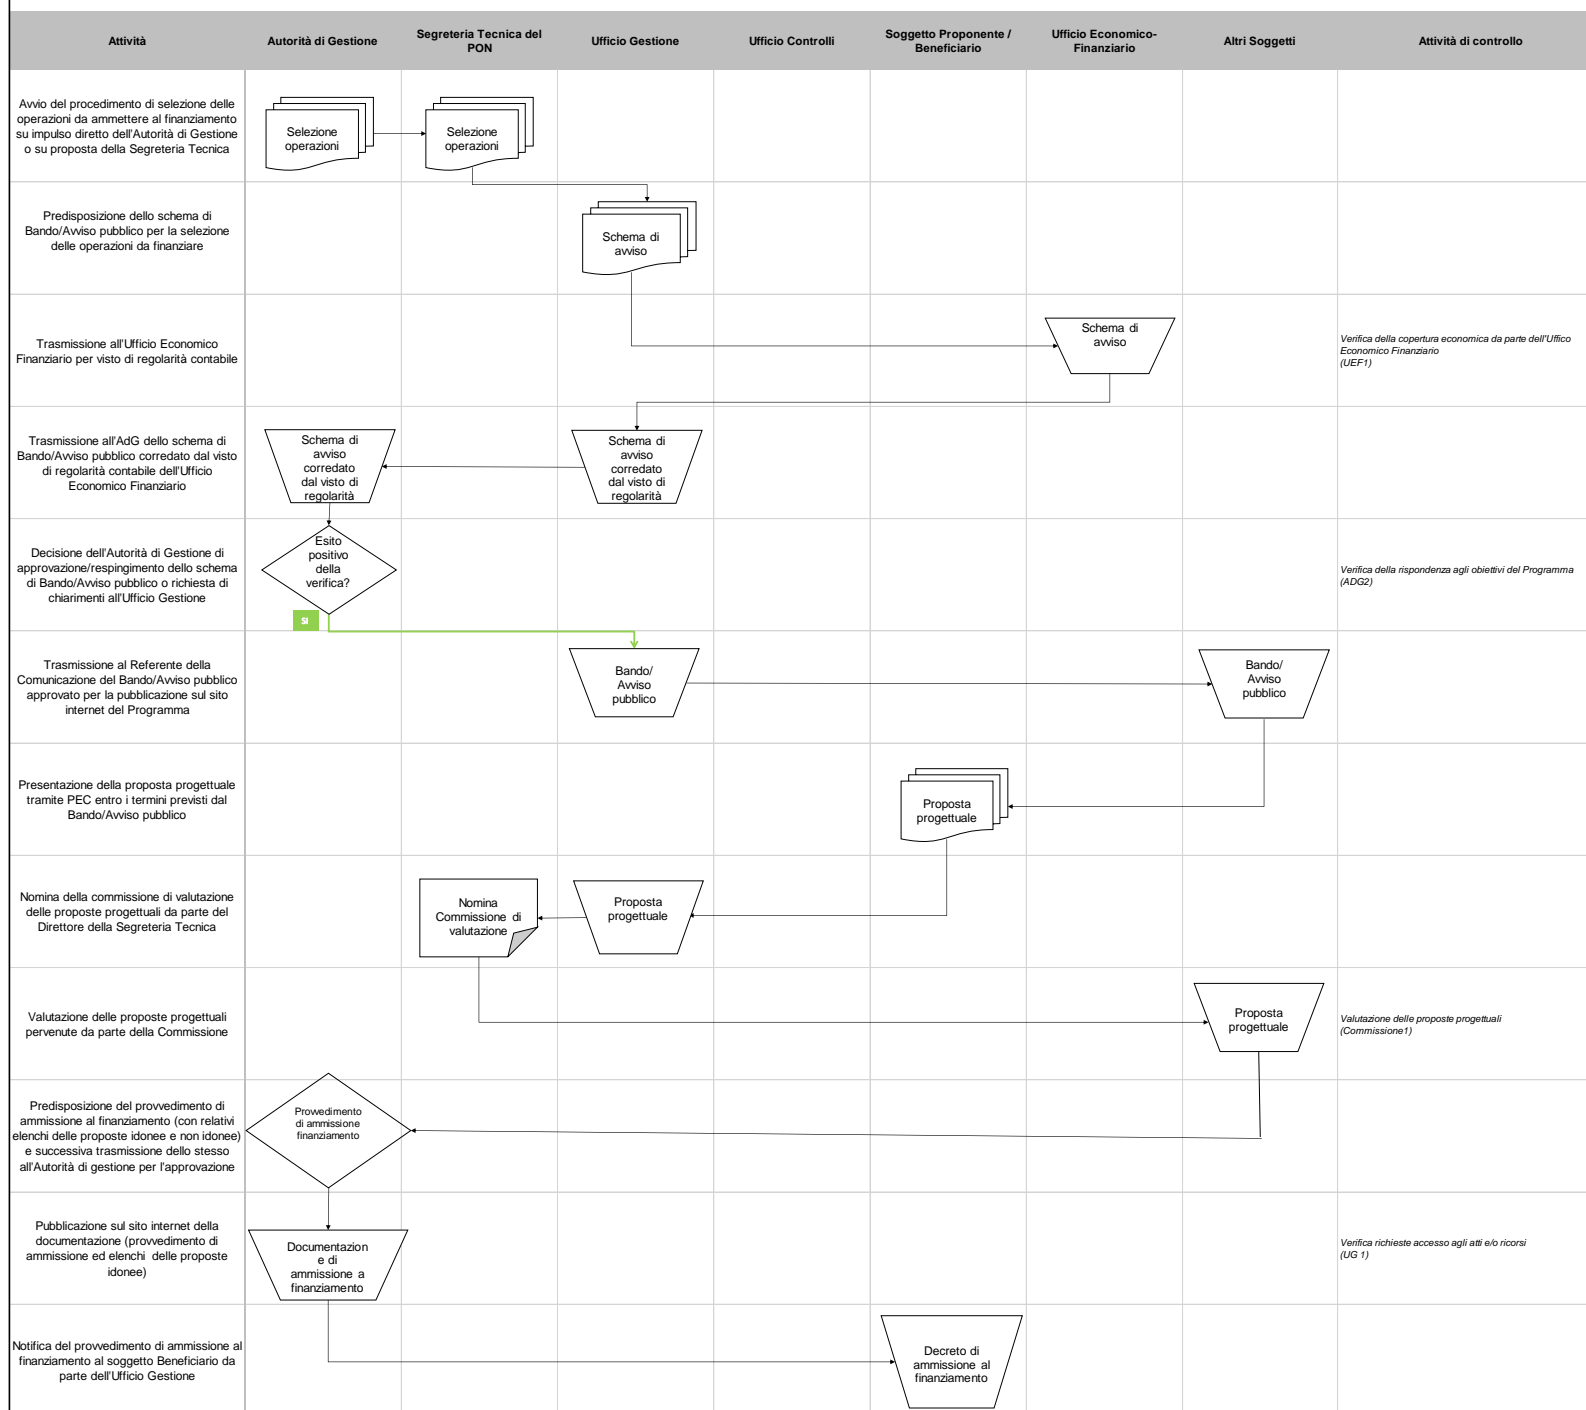 Attività
Autorità di Gestione
Segreteria Tecnica del
PON
Ufficio Gestione
Ufficio Controlli
Soggetto Proponente /
Beneficiario
Ufficio Economico-
Finanziario
Altri Soggetti
Attività di controllo
Avvio del procedimento di selezione delle
operazioni da ammettere al finanziamento
su impulso diretto dell'Autorità di Gestione
o su proposta della Segreteria Tecnica
Selezione
operazioni
Selezione
operazioni
Predisposizione dello schema di
Bando/Avviso pubblico per la selezione
delle operazioni da finanziare
Schema di
avviso
Trasmissione all'Ufficio Economico
Finanziario per visto di regolarità contabile
Schema di
avviso
Verifica della copertura economica da parte dell'Uffico
Economico Finanziario
(UEF1)
Trasmissione all'AdG dello schema di
Bando/Avviso pubblico corredato dal visto
di regolarità contabile dell'Ufficio
Economico Finanziario
Schema di
avviso
corredato
dal visto di
regolarità
Schema di
avviso
corredato
dal visto di
regolarità
Decisione dell'Autorità di Gestione di
approvazione/respingimento dello schema
di Bando/Avviso pubblico o richiesta di
chiarimenti all'Ufficio Gestione
Esito
positivo
della
verifica?
Verifica della rispondenza agli obiettivi del Programma
(ADG2)
SI
Trasmissione al Referente della
Comunicazione del Bando/Avviso pubblico
approvato per la pubblicazione sul sito
internet del Programma
Bando/
Avviso
pubblico
Bando/
Avviso
pubblico
Presentazione della proposta progettuale
tramite PEC entro i termini previsti dal
Bando/Avviso pubblico
Proposta
progettuale
Nomina della commissione di valutazione
delle proposte progettuali da parte del
Direttore della Segreteria Tecnica
Nomina
Commissione di
valutazione
Proposta
progettuale
Valutazione delle proposte progettuali
pervenute da parte della Commissione
Proposta
progettuale
Valutazione delle proposte progettuali
(Commissione1)
Predisposizione del provvedimento di
ammissione al finanziamento (con relativi
elenchi delle proposte idonee e non idonee)
e successiva trasmissione dello stesso
all'Autorità di gestione per l'approvazione
Provvedimento
di ammissione
finanziamento
Pubblicazione sul sito internet della
documentazione (provvedimento di
ammissione ed elenchi delle proposte
idonee)
Documentazion
e di
ammissione a
finanziamento
Verifica richieste accesso agli atti e/o ricorsi
(UG 1)
Notifica del provvedimento di ammissione al
finanziamento al soggetto Beneficiario da
parte dell'Ufficio Gestione
Decreto di
ammissione al
finanziamento